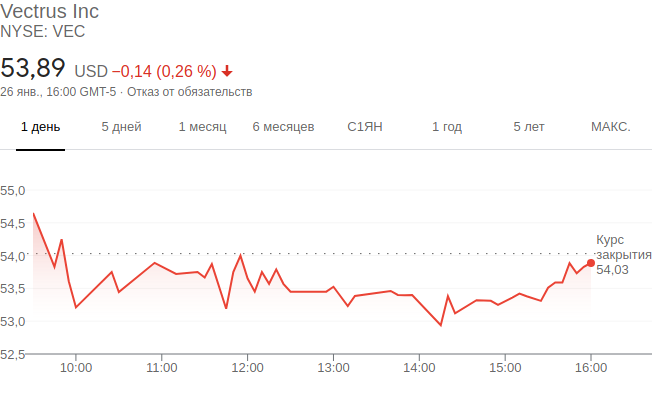 Vectrus Inc
NYSE: VEC
53,89 USD −0,14 (0,26 %)
26 янв., 16:00 GMT-5 · Отказ от обязательств
1 день 5 дней 1 месяц 6 месяцев С1ЯН 1 год 5 лет МАКС.
55,0
54,5
54,0
53,5
53,0
52,5
Курс
закрытия
54,03
10:00 11:00 12:00 13:00 14:00 15:00 16:00